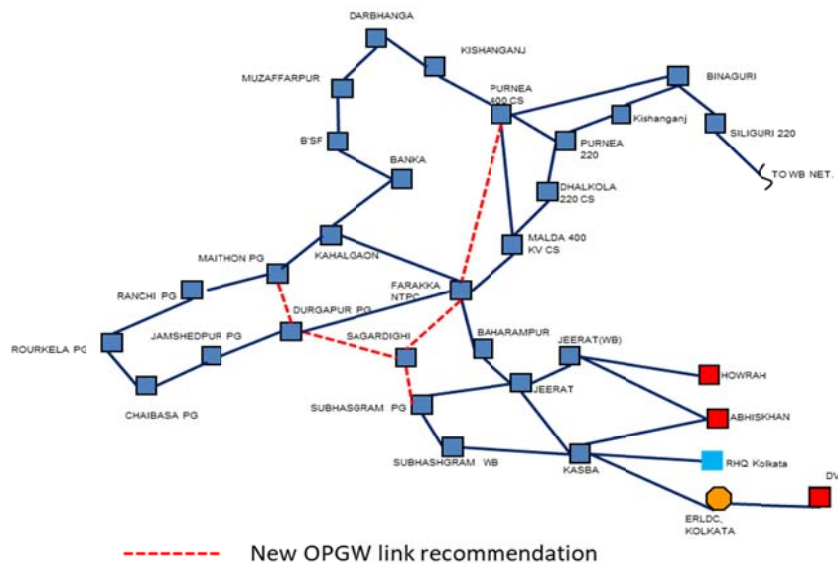 DARBHANGA
KISHANGANJ
MUZAFFARPUR
PURNEA
400 CS
BINAGURI
Kishanganj
SILIGURI 220
B'SF
PURNEA
220
BANKA
TO WB NET.
DHALKOLA
220 CS
MALDA 400
KV CS
MAITHON PG
KAHALGAON
RANCHI PG
FARAKKA
NTPC
DURGAPUR PG
SAGARDIGHI
BAHARAMPUR
JEERAT(WB)
ROURKELA PG
JAMSHEDPUR PG
HOWRAH
JEERAT
CHAIBASA PG
SUBHASGRAM PG
ABHISKHAN
SUBHASHGRAM WB
KASBA
RHQ Kolkata
ERLDC,
KOLKATA
New OPGW link recommendation